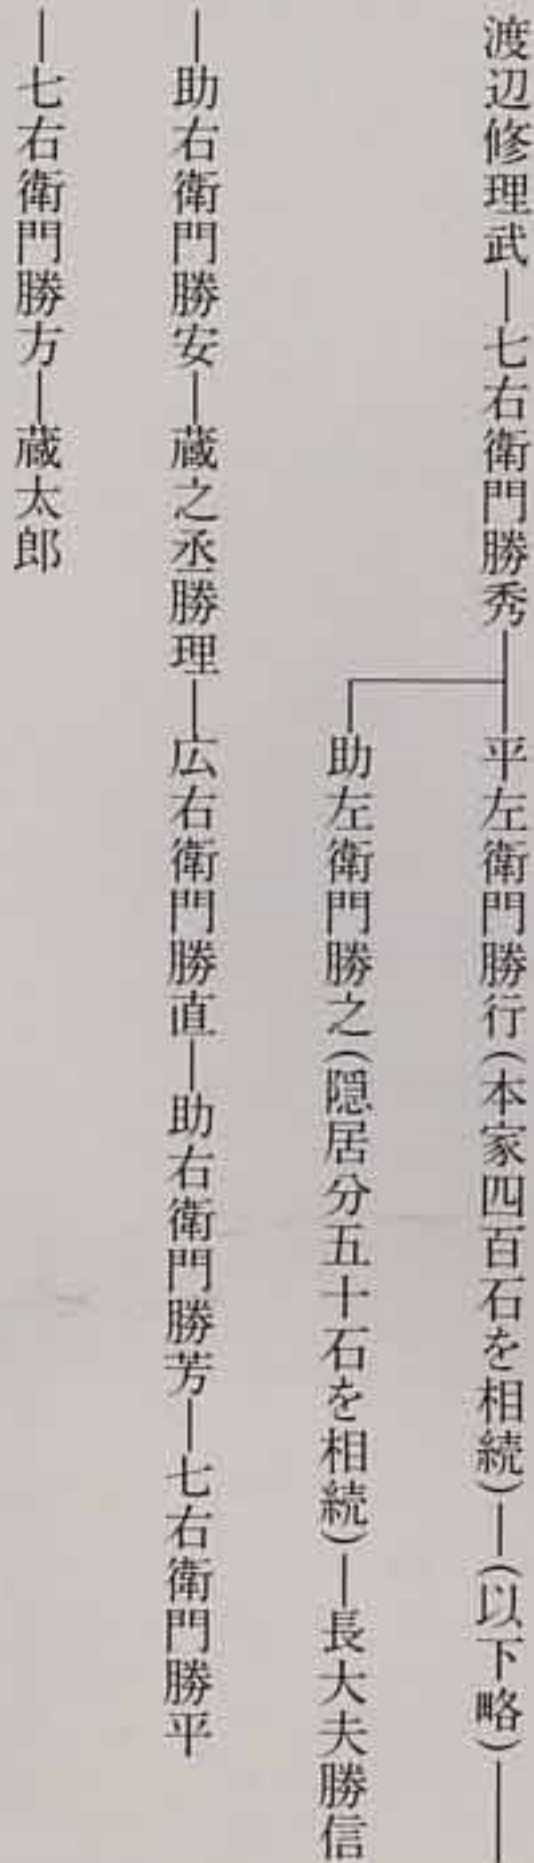 渡辺修理武―七右衛門勝秀―平左衛門勝行(本家四百石を相続)―(以下略)―
助左衛門勝之(隠居分五十石を相続)―長大夫勝信
―助右衛門勝安―蔵之丞勝理―広右衛門勝直―助右衛門勝芳―七右衛門勝平
―七右衛門勝方―蔵太郎